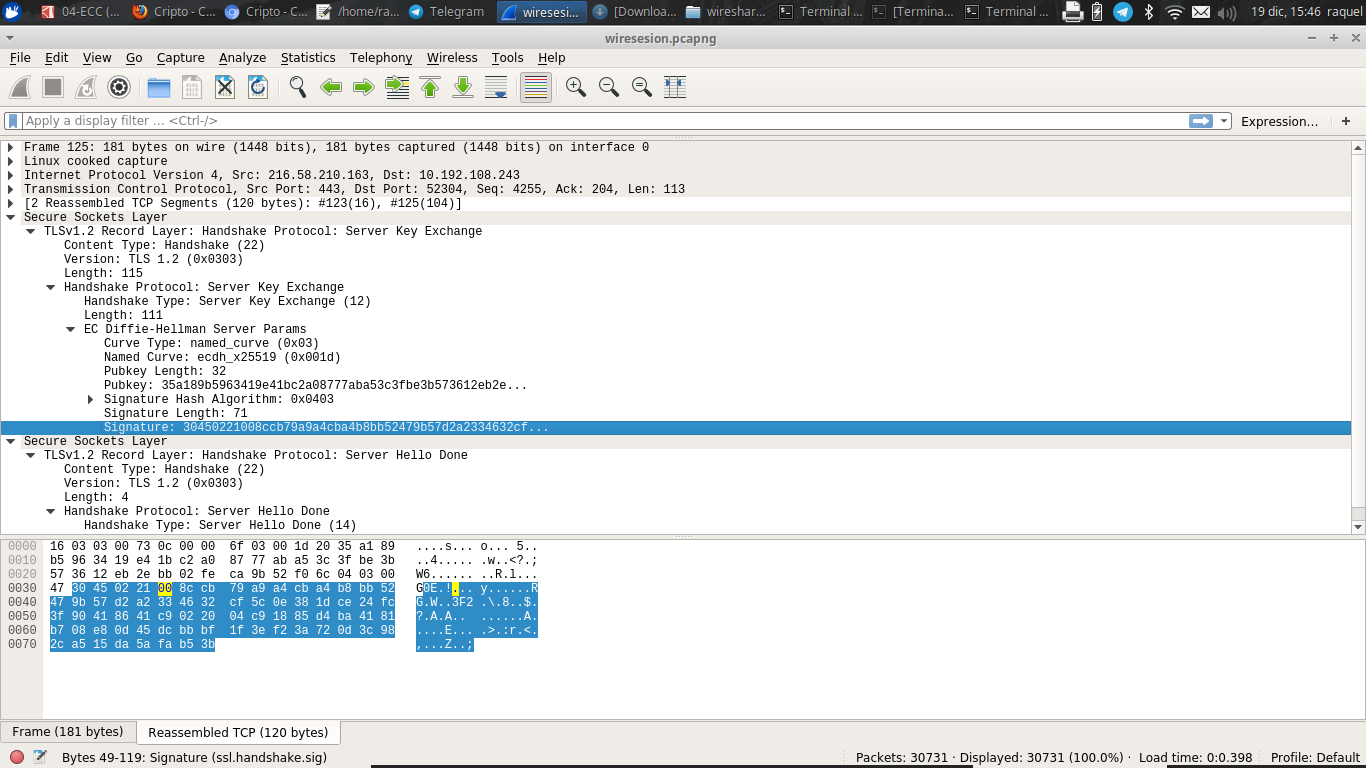 04-ECC (... Cripto - C... Cripto - C... /home/ra... Telegram wiresesi... [Downloa... wireshar... Terminal ... [Termina... Terminal ... 19 dic, 15:46 raquel
wiresesion.pcapng
File Edit View Go Capture Analyze Statistics Telephony Wireless Tools Help
Apply a display filter ... <Ctrl-/> Expression... +
Frame 125: 181 bytes on wire (1448 bits), 181 bytes captured (1448 bits) on interface 0
Linux cooked capture
Internet Protocol Version 4, Src: 216.58.210.163, Dst: 10.192.108.243
Transmission Control Protocol, Src Port: 443, Dst Port: 52304, Seq: 4255, Ack: 204, Len: 113
[2 Reassembled TCP Segments (120 bytes): #123(16), #125(104)]
Secure Sockets Layer
TLSv1.2 Record Layer: Handshake Protocol: Server Key Exchange
Content Type: Handshake (22)
Version: TLS 1.2 (0x0303)
Length: 115
Handshake Protocol: Server Key Exchange
Handshake Type: Server Key Exchange (12)
Length: 111
EC Diffie-Hellman Server Params
Curve Type: named_curve (0x03)
Named Curve: ecdh_x25519 (0x001d)
Pubkey Length: 32
Pubkey: 35a189b5963419e41bc2a08777aba53c3fbe3b573612eb2e...
Signature Hash Algorithm: 0x0403
Signature Length: 71
Signature: 30450221008ccb79a9a4cba4b8bb52479b57d2a2334632cf...
Secure Sockets Layer
TLSv1.2 Record Layer: Handshake Protocol: Server Hello Done
Content Type: Handshake (22)
Version: TLS 1.2 (0x0303)
Length: 4
Handshake Protocol: Server Hello Done
Handshake Type: Server Hello Done (14)
0000 16 03 03 00 73 0c 00 00 6f 03 00 1d 20 35 a1 89 ....s... o... 5..
0010 b5 96 34 19 e4 1b c2 a0 87 77 ab a5 3c 3f be 3b ..4..... .w..<?.;
0020 57 36 12 eb 2e bb 02 fe ca 9b 52 f0 6c 04 03 00 W6...... ..R.l...
0030 47 30 45 02 21 00 8c cb 79 a9 a4 cb a4 b8 bb 52 G0E.!... y......R
0040 47 9b 57 d2 a2 33 46 32 cf 5c 0e 38 1d ce 24 fc G.W..3F2 .\.8..$.
0050 3f 90 41 86 41 c9 02 20 04 c9 18 85 d4 ba 41 81 ?.A.A.. ......A.
0060 b7 08 e8 0d 45 dc bb bf 1f 3e f2 3a 72 0d 3c 98 ....E... .>.:r.<.
0070 2c a5 15 da 5a fa b5 3b ,...Z..;
Frame (181 bytes) Reassembled TCP (120 bytes)
Bytes 49-119: Signature (ssl.handshake.sig) Packets: 30731 · Displayed: 30731 (100.0%) · Load time: 0:0.398 Profile: Default